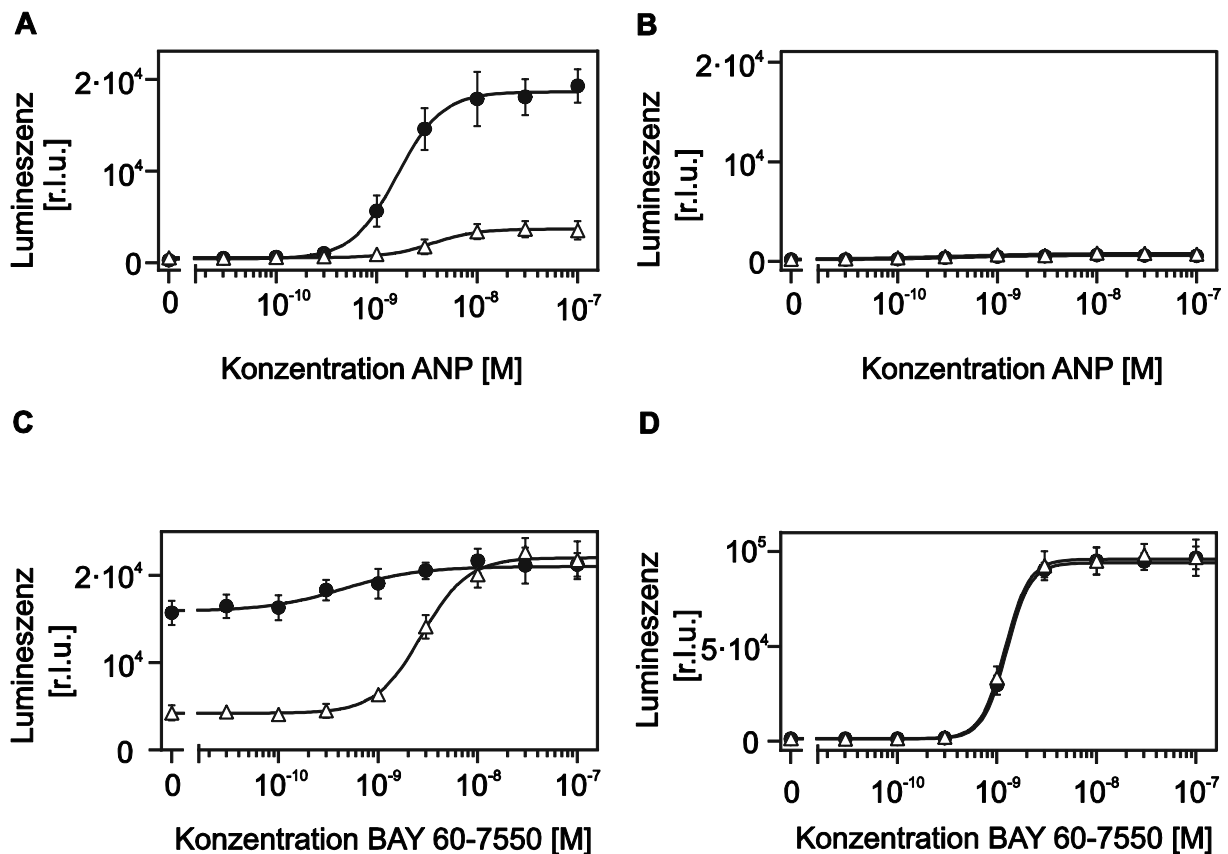 A
Lumineszenz
[r.l.u.]
2·10⁴
10⁴
0
0
10⁻¹⁰
10⁻⁹
10⁻⁸
10⁻⁷
Konzentration ANP [M]
B
Lumineszenz
[r.l.u.]
2·10⁴
10⁴
0
0
10⁻¹⁰
10⁻⁹
10⁻⁸
10⁻⁷
Konzentration ANP [M]
C
Lumineszenz
[r.l.u.]
2·10⁴
10⁴
0
0
10⁻¹⁰
10⁻⁹
10⁻⁸
10⁻⁷
Konzentration BAY 60-7550 [M]
D
Lumineszenz
[r.l.u.]
10⁵
5·10⁴
0
0
10⁻¹⁰
10⁻⁹
10⁻⁸
10⁻⁷
Konzentration BAY 60-7550 [M]